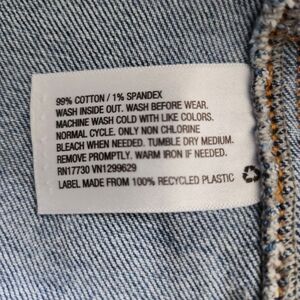 99% COTTON / 1% SPANDEX
WASH INSIDE OUT. WASH BEFORE WEAR.
MACHINE WASH COLD WITH LIKE COLORS.
NORMAL CYCLE. ONLY NON CHLORINE
BLEACH WHEN NEEDED. TUMBLE DRY MEDIUM.
REMOVE PROMPTLY. WARM IRON IF NEEDED.
RN17730 VN1299629
LABEL MADE FROM 100% RECYCLED PLASTIC